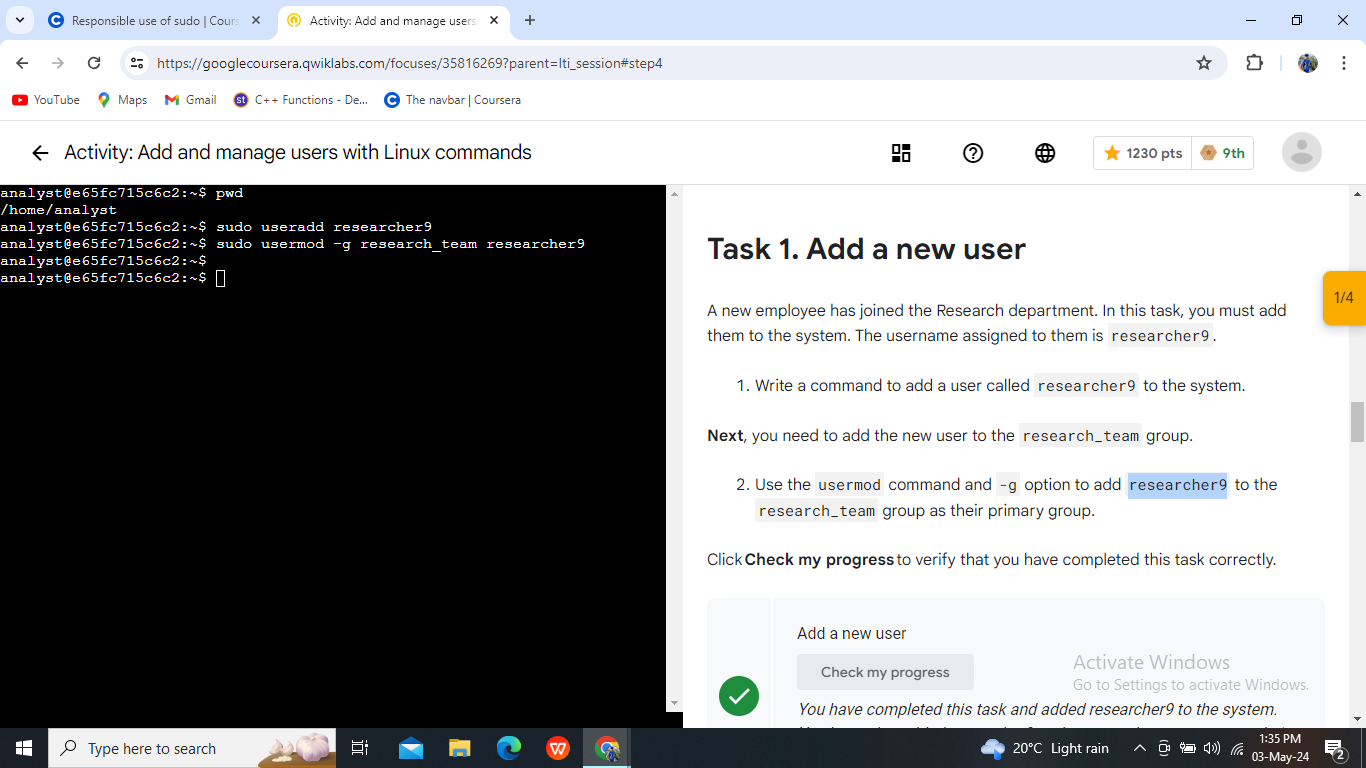 Responsible use of sudo | Cours
Activity: Add and manage users
https://googlecoursera.qwiklabs.com/focuses/35816269?parent=lti_session#step4
YouTube
Maps
Gmail
st
C++ Functions - De...
The navbar | Coursera
Activity: Add and manage users with Linux commands
1230 pts
9th
analyst@e65fc715c6c2:~$ pwd
/home/analyst
analyst@e65fc715c6c2:~$ sudo useradd researcher9
analyst@e65fc715c6c2:~$ sudo usermod -g research_team researcher9
analyst@e65fc715c6c2:~$
analyst@e65fc715c6c2:~$
Task 1. Add a new user
1/4
A new employee has joined the Research department. In this task, you must add
them to the system. The username assigned to them is researcher9.
1. Write a command to add a user called researcher9 to the system.
Next, you need to add the new user to the research_team group.
2. Use the usermod command and -g option to add researcher9 to the
research_team group as their primary group.
Click Check my progress to verify that you have completed this task correctly.
Add a new user
Check my progress
You have completed this task and added researcher9 to the system.
Activate Windows
Go to Settings to activate Windows.
Type here to search
20°C Light rain
1:35 PM
03-May-24
2